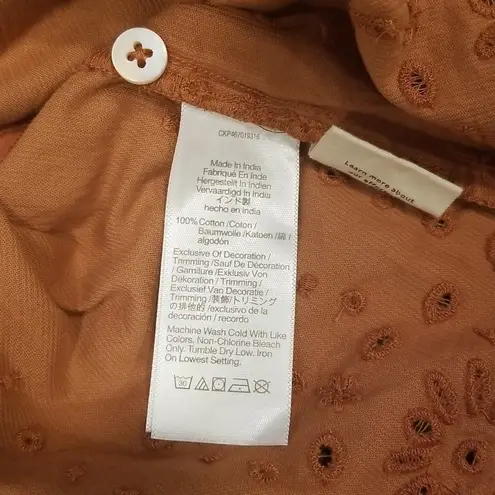 CXP467019316
Made In India
Fabriqué En Inde
Hergestellt In Indien
Vervaardigd In India
インド製
hecho en india
100% Cotton /Coton /
Baumwolle /Katoen /綿 /
algodón
Exclusive Of Decoration /
Trimming /Sauf De Décoration
/ Garniture /Exklusiv Von
Dekoration / Trimming /
Exclusief Van Decoratie /
Trimming /装飾/トリミング
の排他的 /exclusivo de la
decoración / recordo
Machine Wash Cold With Like
Colors. Non-Chlorine Bleach
Only. Tumble Dry Low. Iron
On Lowest Setting.
30
Learn more about
our